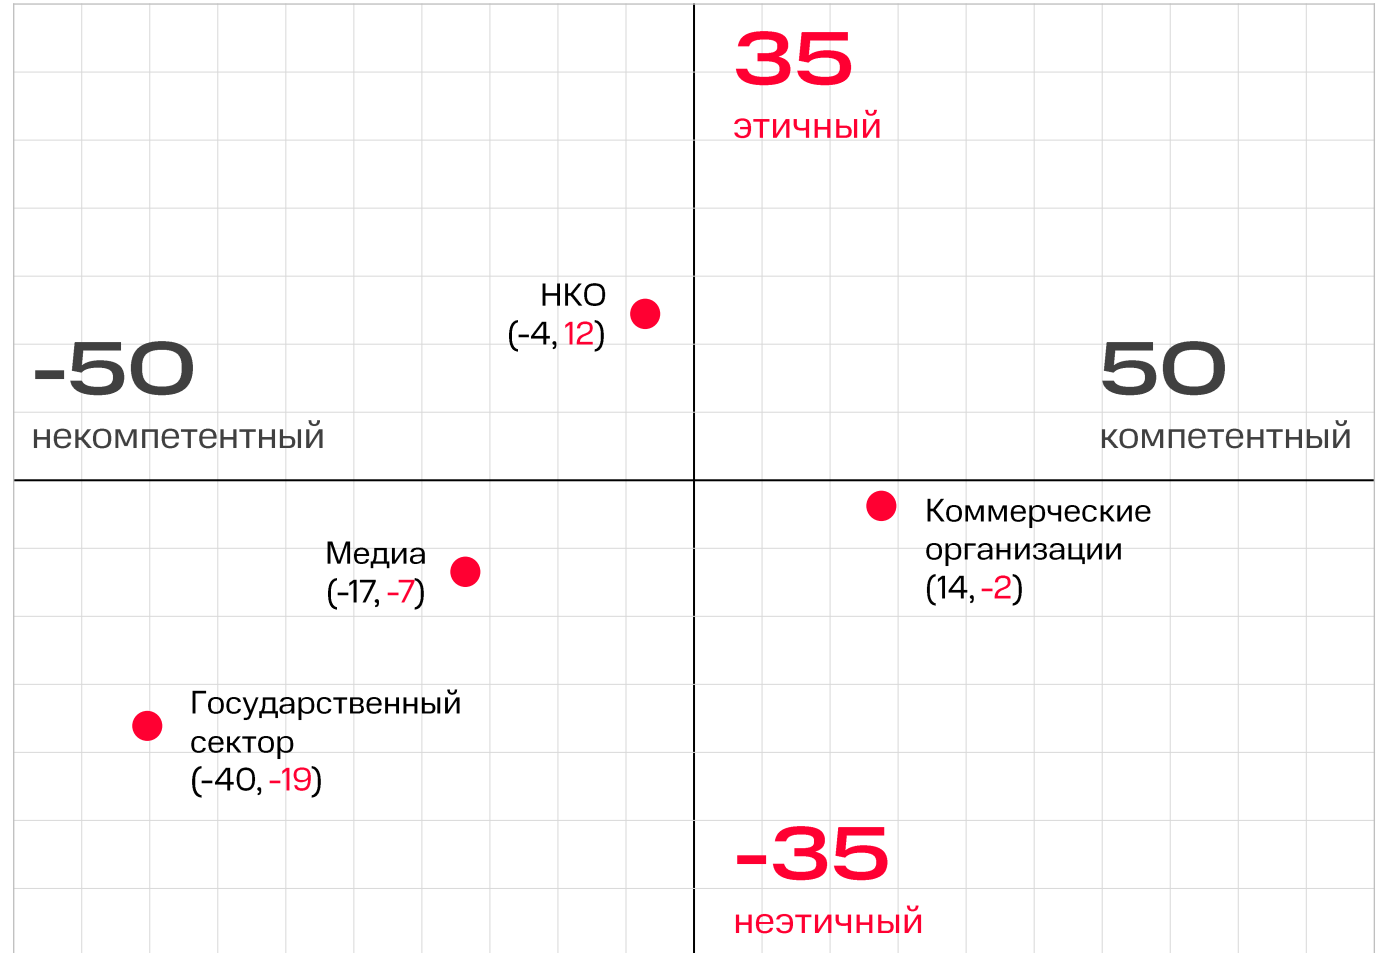 35
этичный
НКО
(-4, 12)
-50
некомпетентный
50
компетентный
Коммерческие
организации
(14, -2)
Медиа
(-17, -7)
Государственный
сектор
(-40, -19)
-35
неэтичный